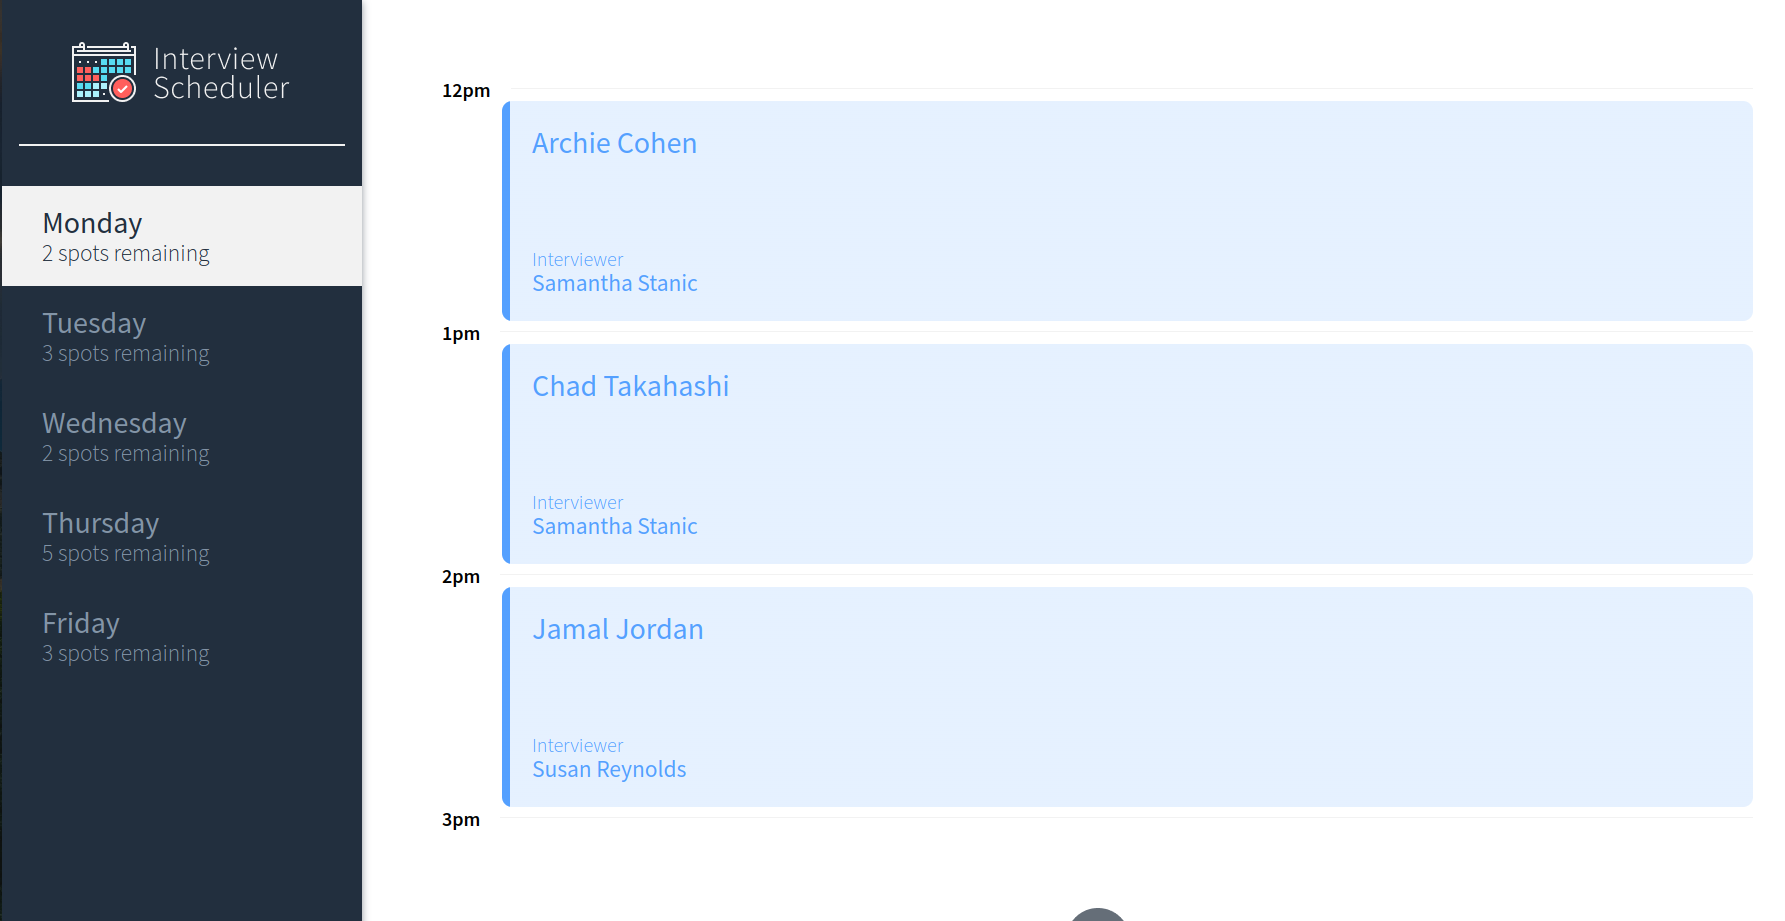 Interview
Scheduler
Monday
2 spots remaining
Tuesday
3 spots remaining
Wednesday
2 spots remaining
Thursday
5 spots remaining
Friday
3 spots remaining
12pm
Archie Cohen
Interviewer
Samantha Stanic
1pm
Chad Takahashi
Interviewer
Samantha Stanic
2pm
Jamal Jordan
Interviewer
Susan Reynolds
3pm